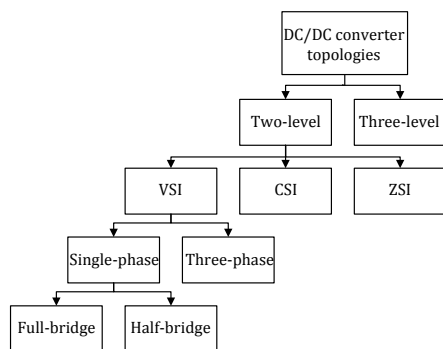 DC/DC converter
topologies
Two-level
Three-level
VSI
CSI
ZSI
Single-phase
Three-phase
Full-bridge
Half-bridge